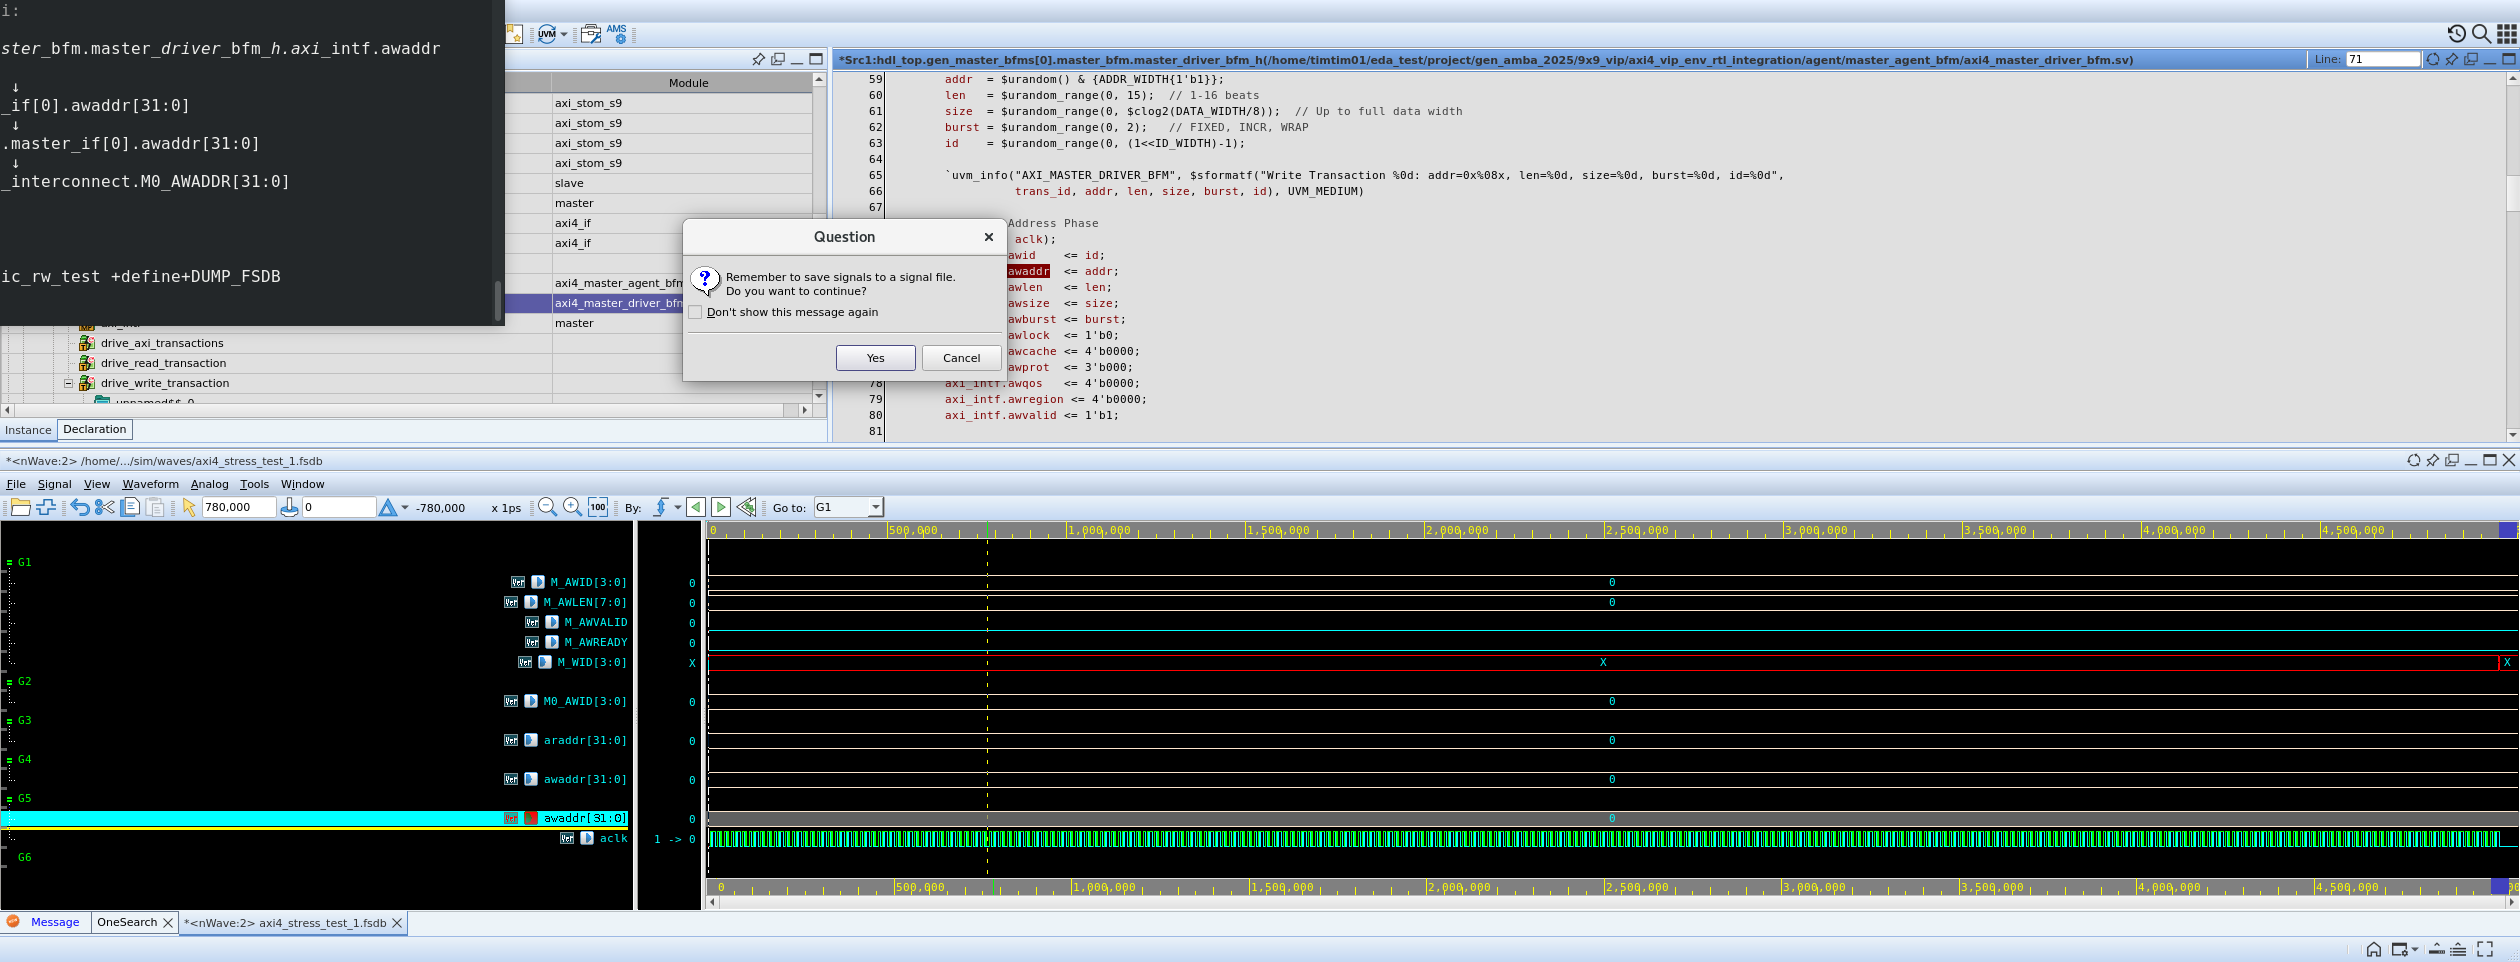 i:
ster_bfm.master_driver_bfm_h.axi_intf.awaddr
↓
_if[0].awaddr[31:0]
↓
.master_if[0].awaddr[31:0]
↓
_interconnect.M0_AWADDR[31:0]
ic_rw_test +define+DUMP_FSDB
UVM
AMS
Module
axi_stom_s9
axi_stom_s9
axi_stom_s9
axi_stom_s9
slave
master
axi4_if
axi4_if
axi4_master_agent_bfm
axi4_master_driver_bfm
master
drive_axi_transactions
drive_read_transaction
drive_write_transaction
Instance
Declaration
*Src1:hdl_top.gen_master_bfms[0].master_bfm.master_driver_bfm_h(/home/timtim01/eda_test/project/gen_amba_2025/9x9_vip/axi4_vip_env_rtl_integration/agent/master_agent_bfm/axi4_master_driver_bfm.sv)
Line: 71
59 addr = $urandom() & {ADDR_WIDTH{1'b1}};
60 len = $urandom_range(0, 15); // 1-16 beats
61 size = $urandom_range(0, $clog2(DATA_WIDTH/8)); // Up to full data width
62 burst = $urandom_range(0, 2); // FIXED, INCR, WRAP
63 id = $urandom_range(0, (1<<ID_WIDTH)-1);
64
65 `uvm_info("AXI_MASTER_DRIVER_BFM", $sformatf("Write Transaction %0d: addr=0x%08x, len=%0d, size=%0d, burst=%0d, id=%0d",
66 trans_id, addr, len, size, burst, id), UVM_MEDIUM)
67
Address Phase
aclk);
awid <= id;
awaddr <= addr;
awlen <= len;
awsize <= size;
awburst <= burst;
awlock <= 1'b0;
awcache <= 4'b0000;
awprot <= 3'b000;
78 axi_intf.awqos <= 4'b0000;
79 axi_intf.awregion <= 4'b0000;
80 axi_intf.awvalid <= 1'b1;
81
Question
Remember to save signals to a signal file.
Do you want to continue?
Don't show this message again
Yes
Cancel
*<nWave:2> /home/.../sim/waves/axi4_stress_test_1.fsdb
File Signal View Waveform Analog Tools Window
780,000 0 -780,000 x 1ps 100 By: Go to: G1
0 500,000 1,000,000 1,500,000 2,000,000 2,500,000 3,000,000 3,500,000 4,000,000 4,500,000
G1
M_AWID[3:0] 0 0
M_AWLEN[7:0] 0 0
M_AWVALID 0
M_AWREADY 0
M_WID[3:0] X X X
G2
M0_AWID[3:0] 0 0
G3
araddr[31:0] 0 0
G4
awaddr[31:0] 0 0
G5
awaddr[31:0] 0 0
aclk 1 -> 0
G6
0 500,000 1,000,000 1,500,000 2,000,000 2,500,000 3,000,000 3,500,000 4,000,000 4,500,000
Message
OneSearch
*<nWave:2> axi4_stress_test_1.fsdb